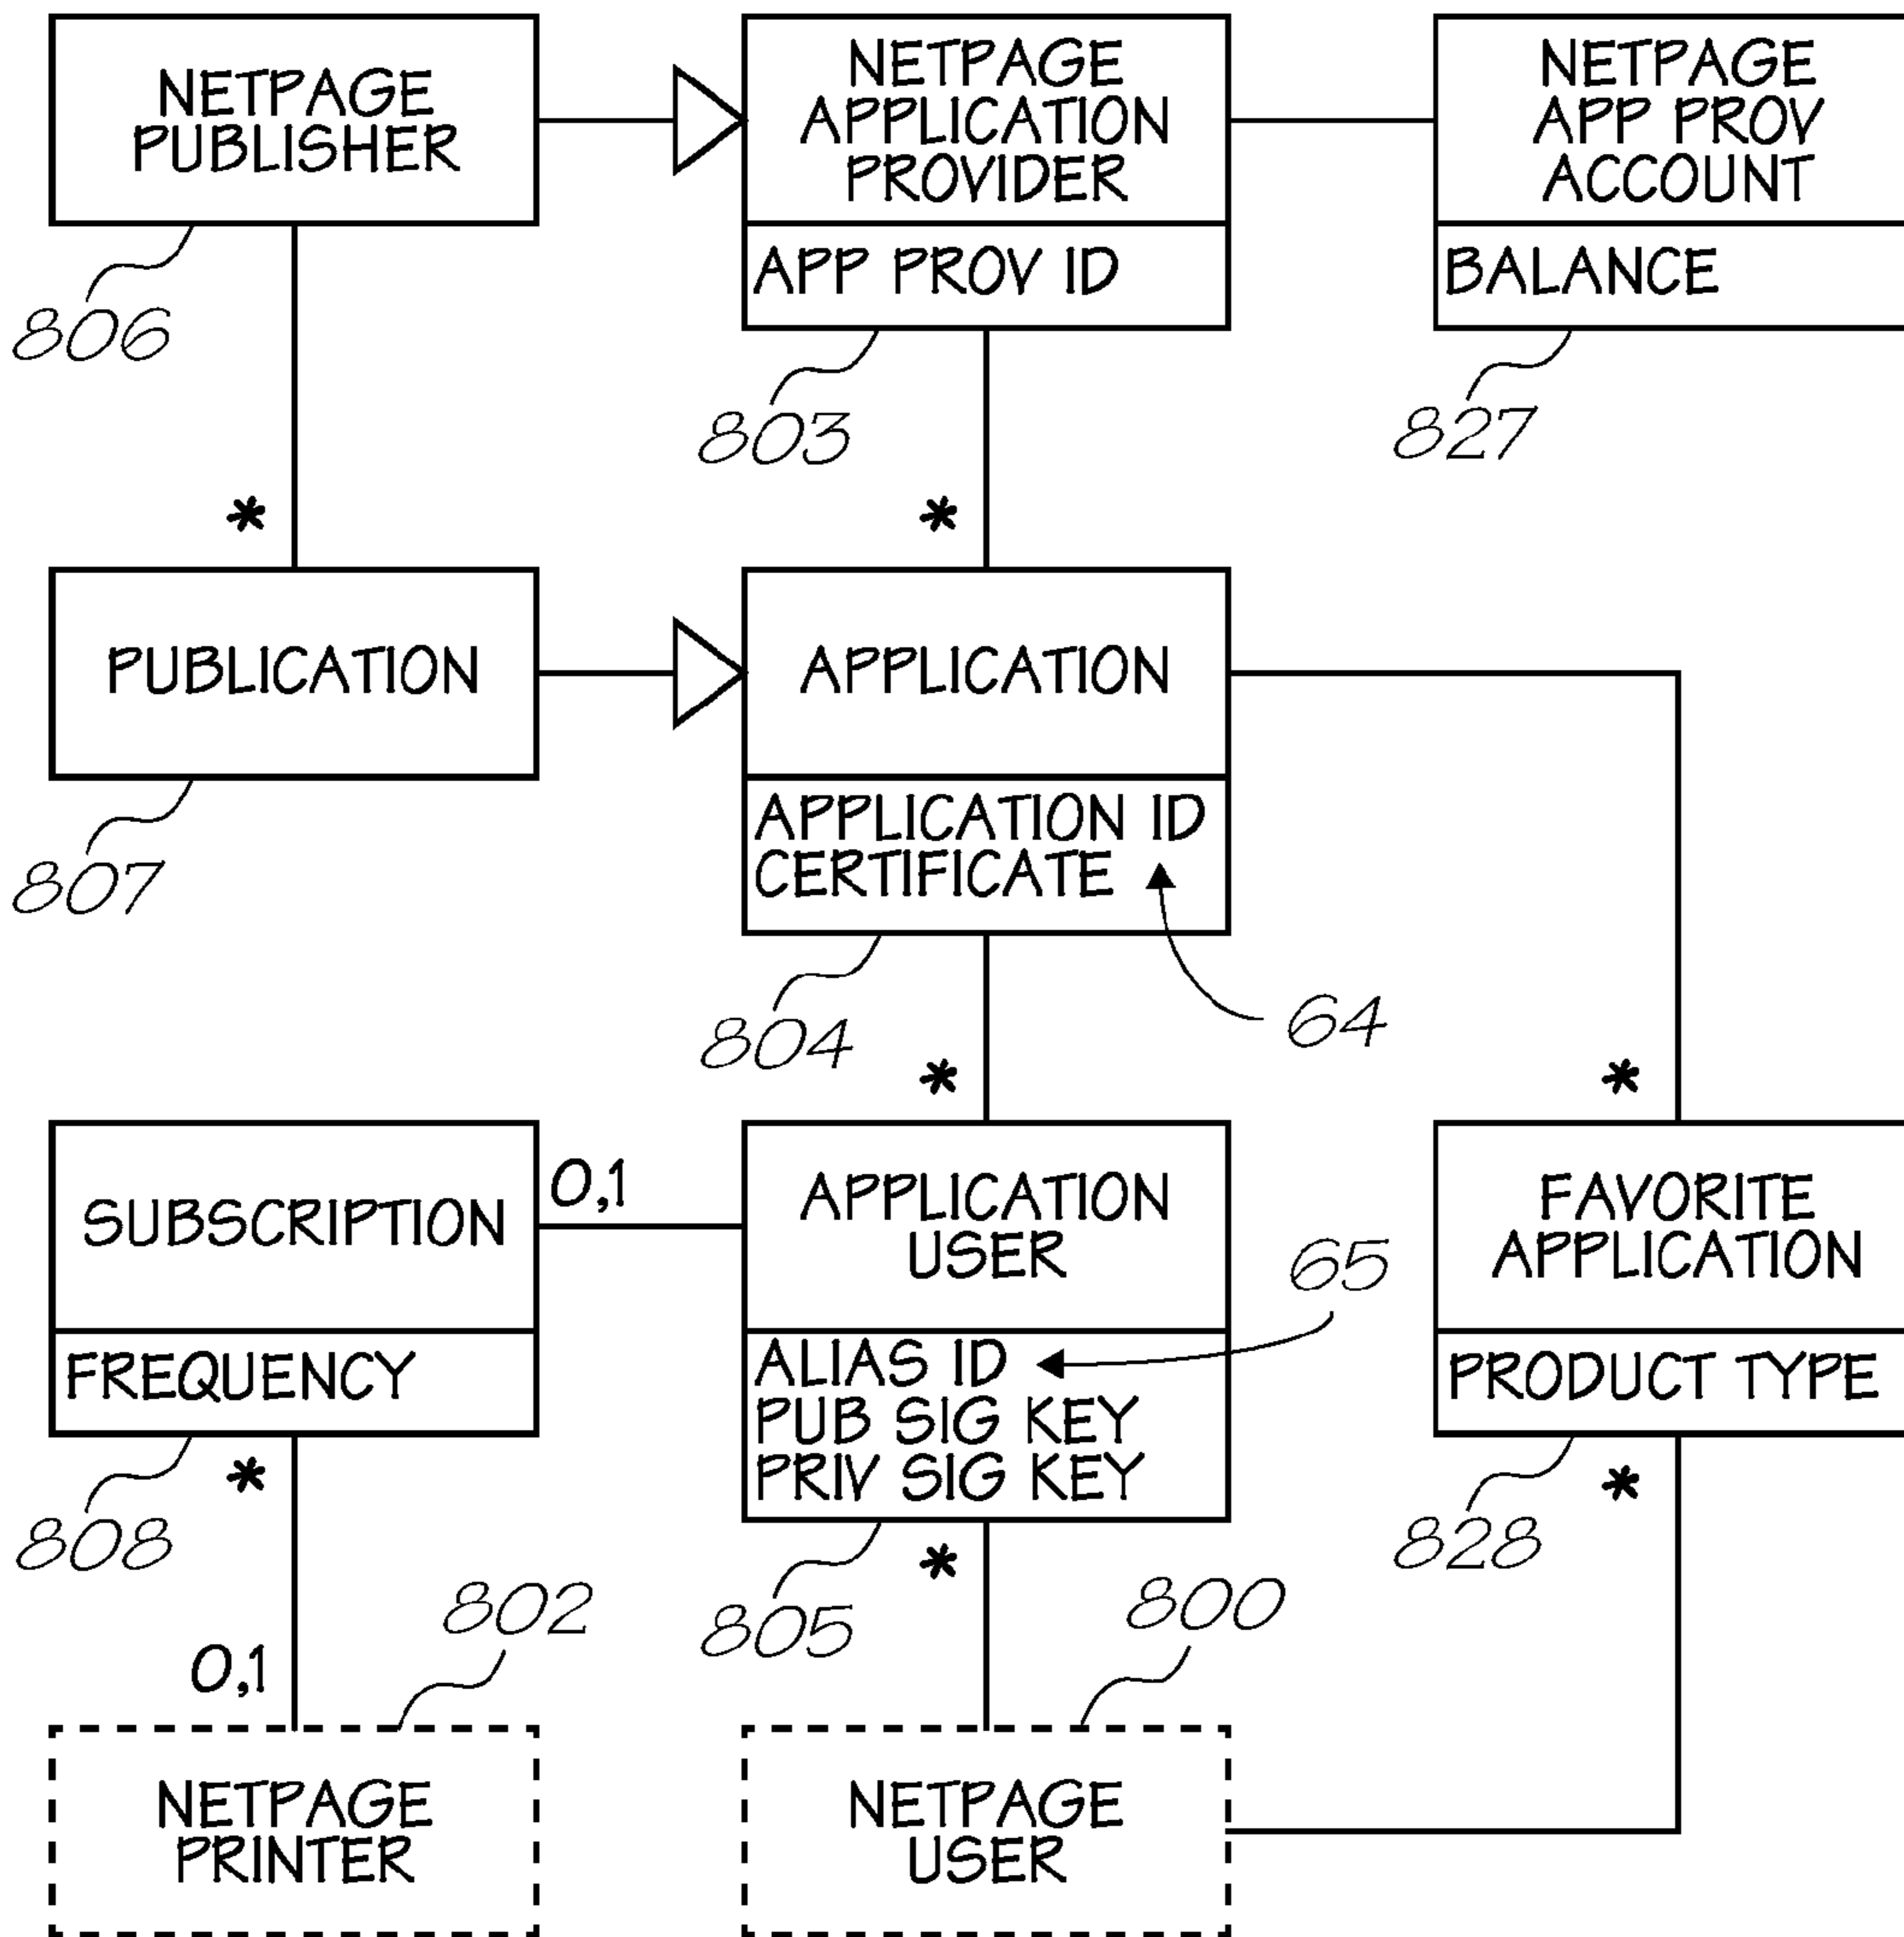 NETPAGE
PUBLISHER
NETPAGE
APPLICATION
PROVIDER
APP PROV ID
NETPAGE
APP PROV
ACCOUNT
BALANCE
806
803
827
*
*
PUBLICATION
APPLICATION
APPLICATION ID
CERTIFICATE
807
804
64
*
*
SUBSCRIPTION
FREQUENCY
0,1
APPLICATION
USER
ALIAS ID
PUB SIG KEY
PRIV SIG KEY
65
FAVORITE
APPLICATION
PRODUCT TYPE
808
*
805
*
828
*
802
800
0,1
NETPAGE
PRINTER
NETPAGE
USER